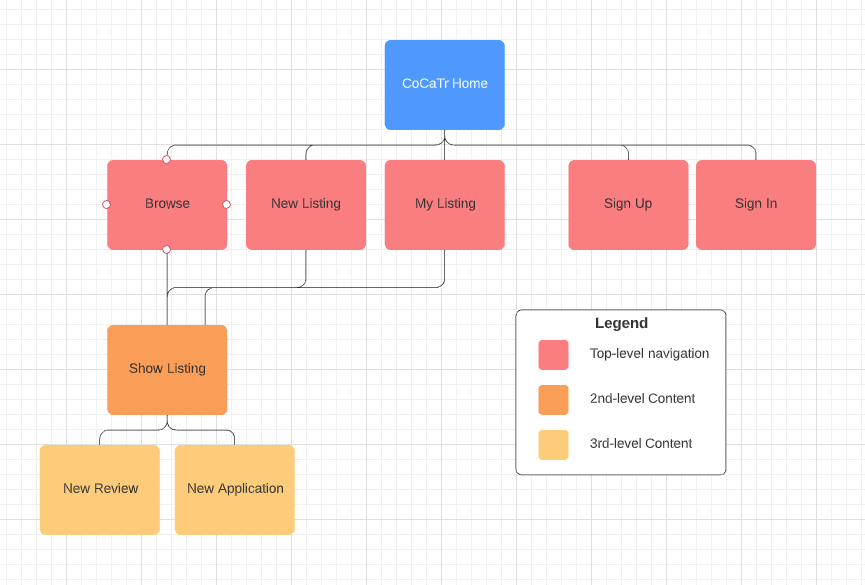 CoCaTr Home
Browse
New Listing
My Listing
Sign Up
Sign In
Show Listing
New Review
New Application
Legend
Top-level navigation
2nd-level Content
3rd-level Content